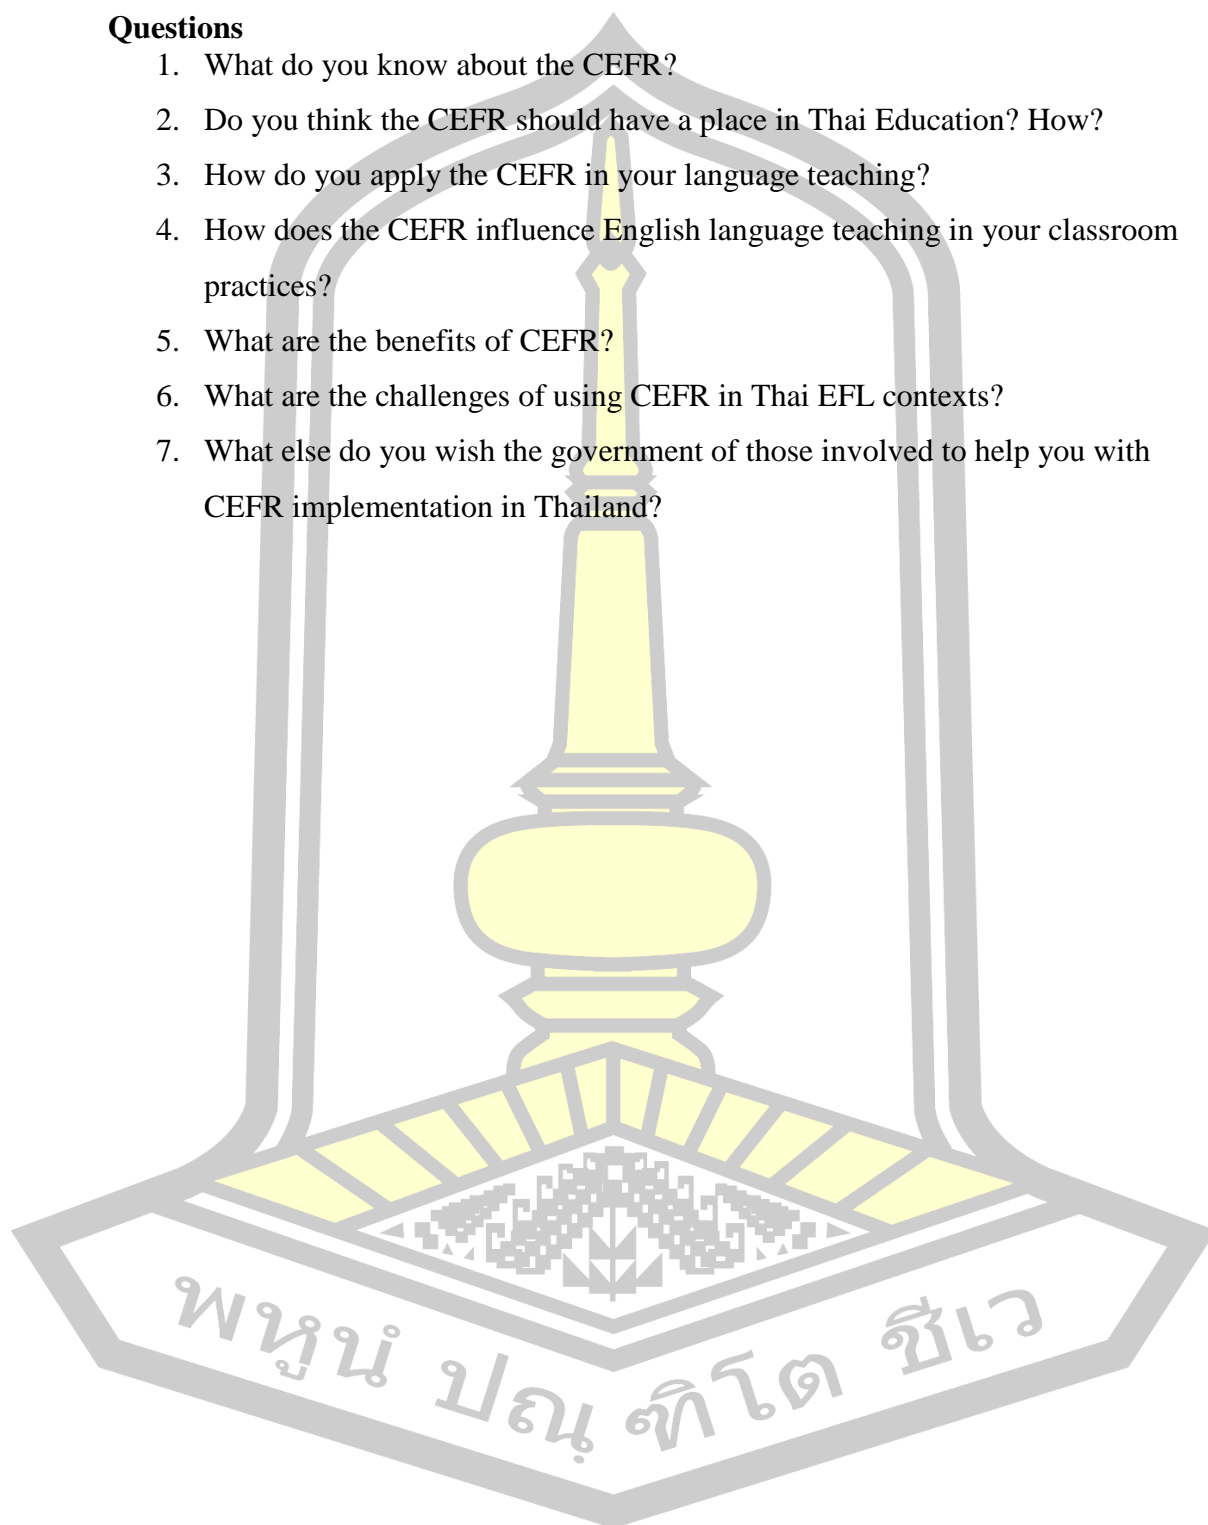 Questions
1. What do you know about the CEFR?
2. Do you think the CEFR should have a place in Thai Education? How?
3. How do you apply the CEFR in your language teaching?
4. How does the CEFR influence English language teaching in your classroom
practices?
5. What are the benefits of CEFR?
6. What are the challenges of using CEFR in Thai EFL contexts?
7. What else do you wish the government of those involved to help you with
CEFR implementation in Thailand?
พหูนํ ปณฺฑิโต ชีเว